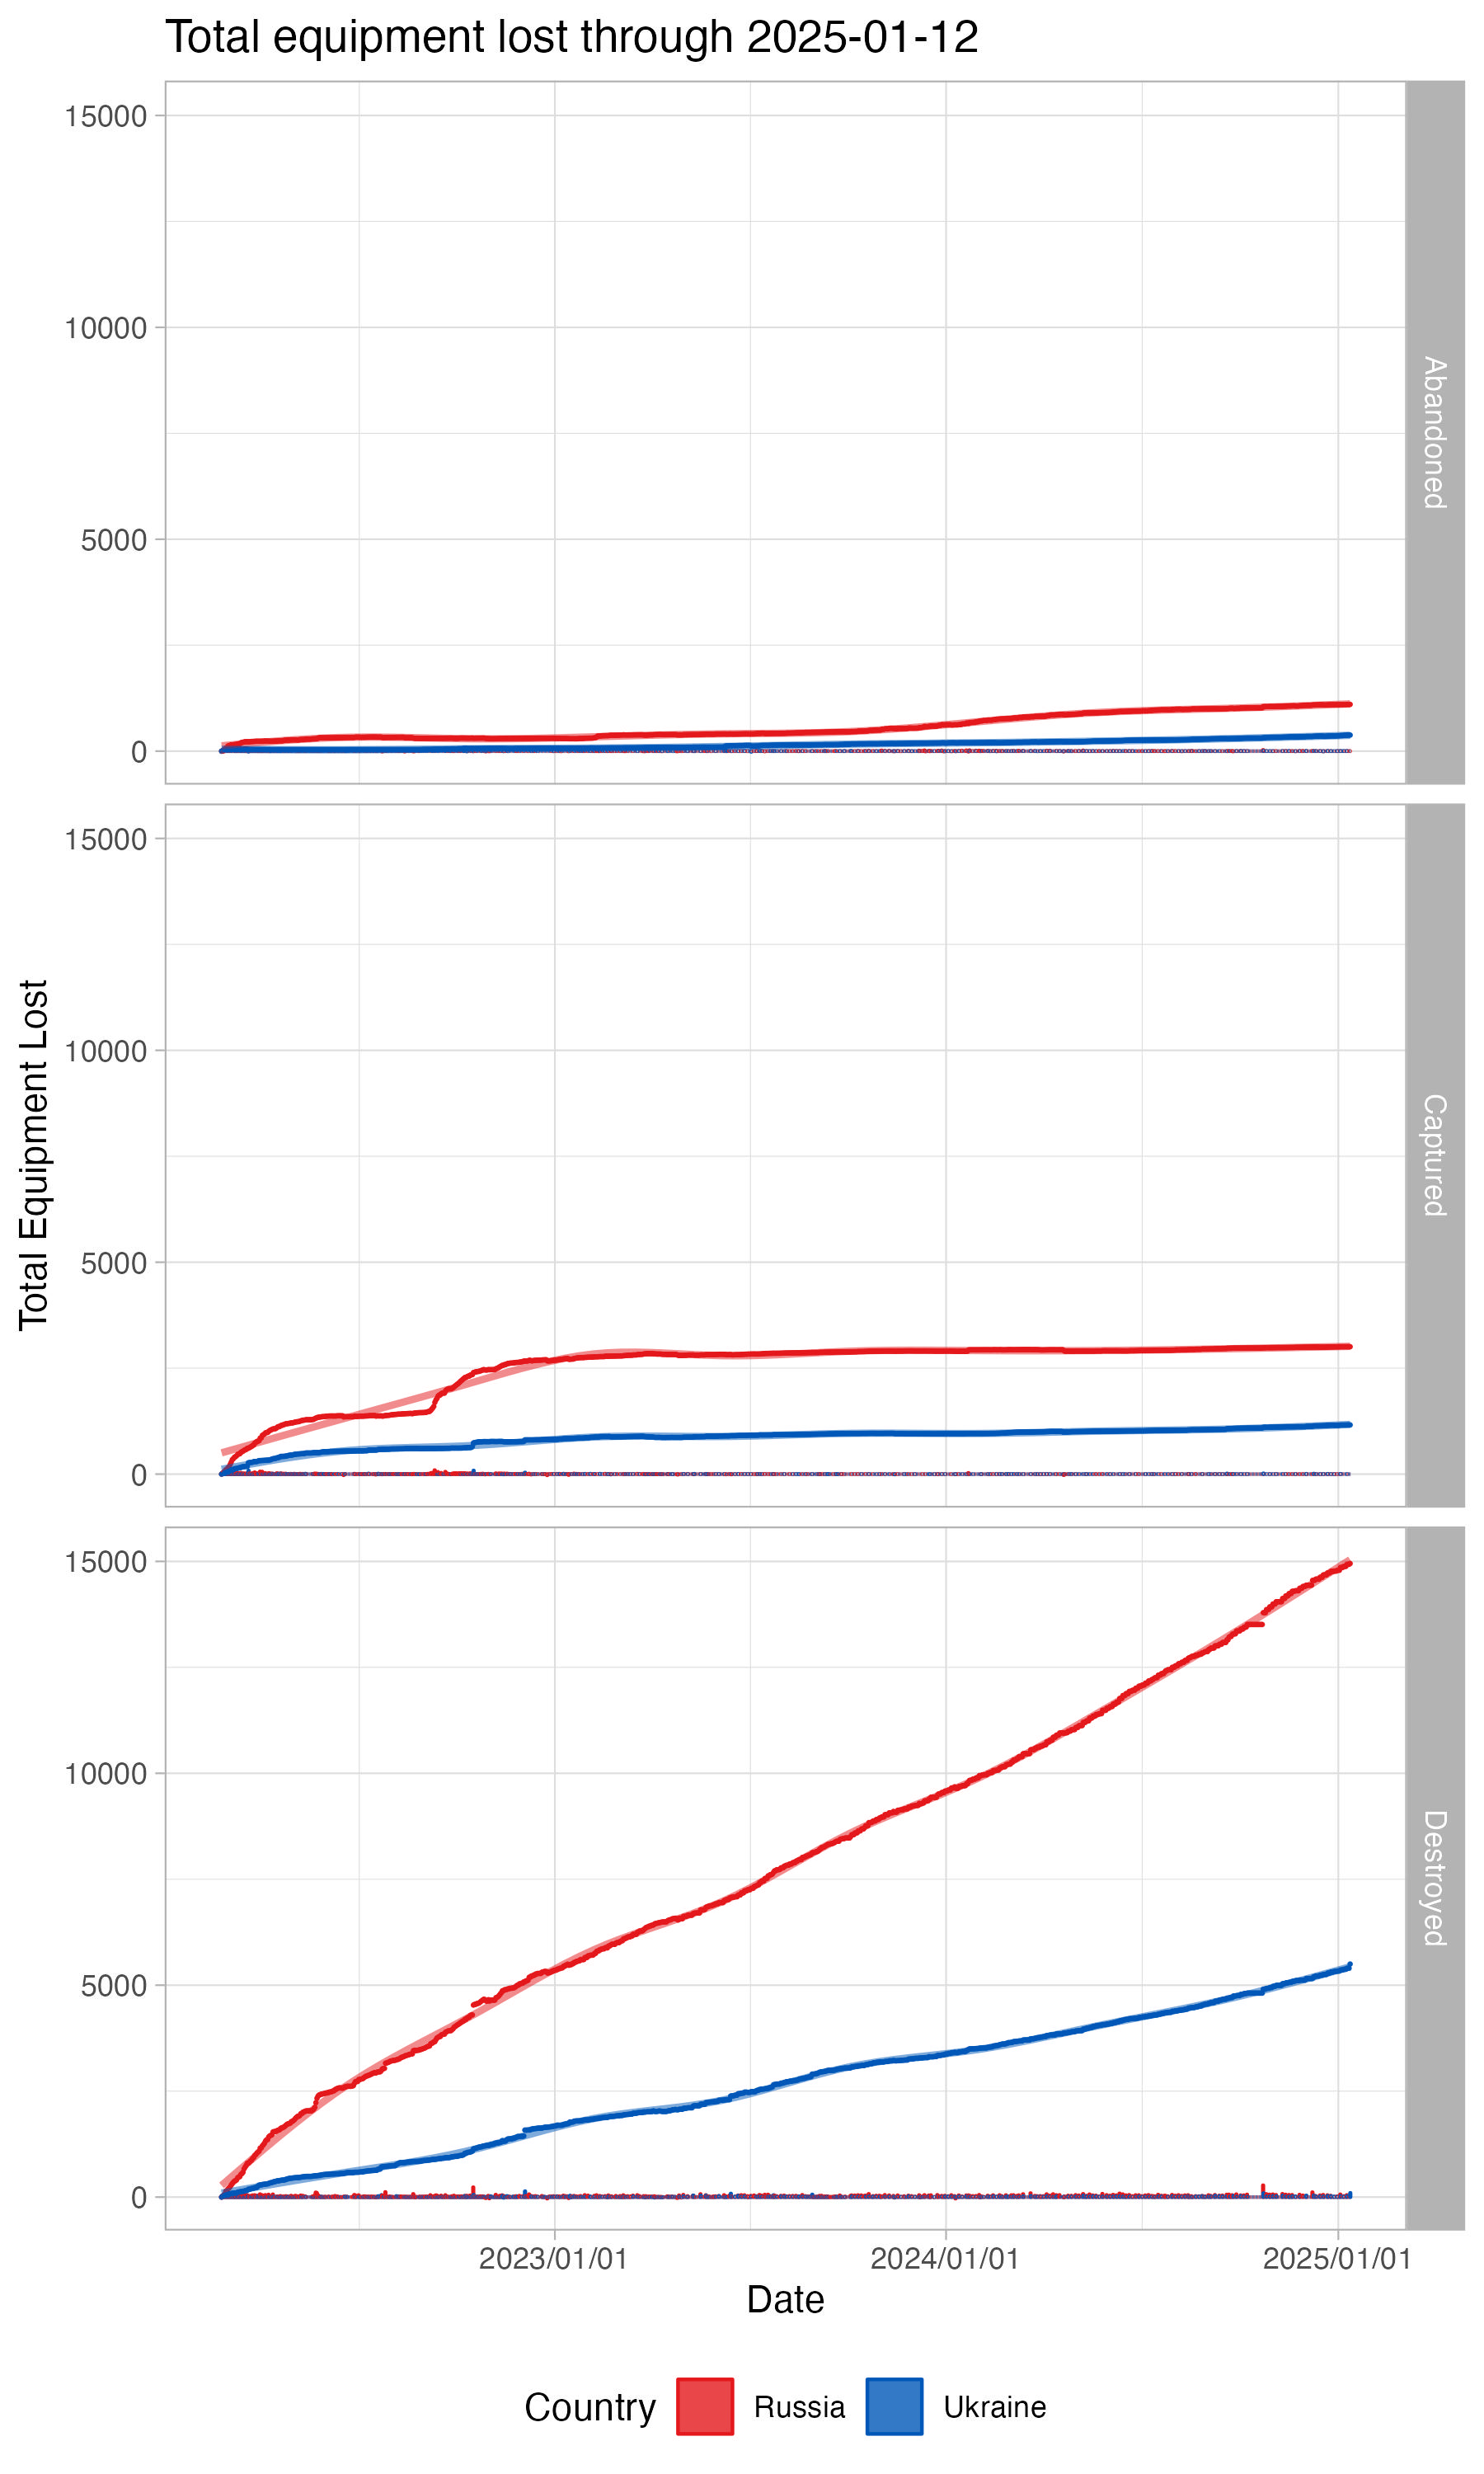 Total equipment lost through 2025-01-12
15000
10000
5000
0
Abandoned
15000
10000
5000
0
Captured
Total Equipment Lost
15000
10000
5000
0
Destroyed
2023/01/01 2024/01/01 2025/01/01
Date
Country Russia Ukraine